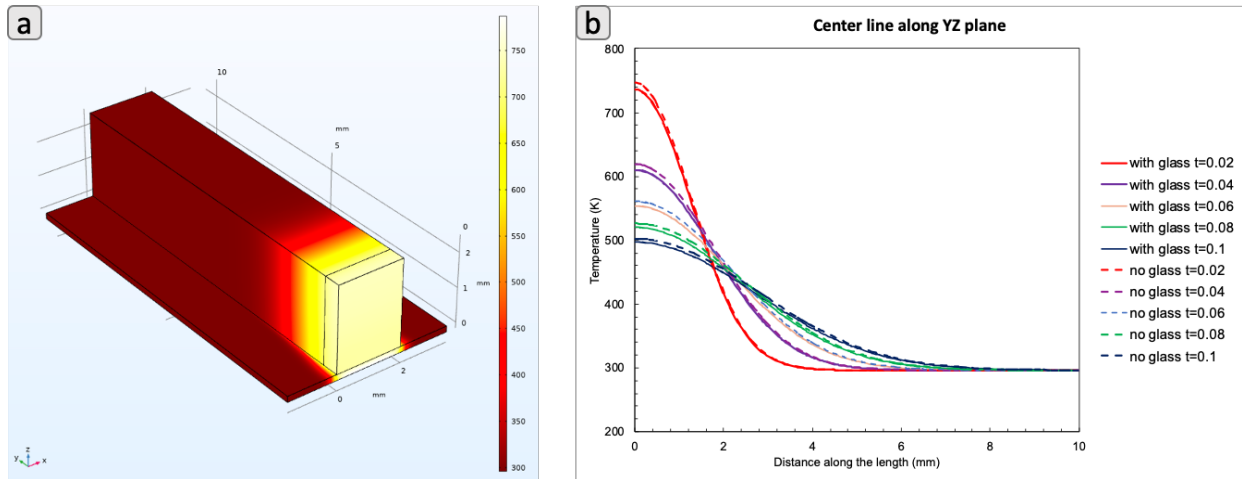 a
750
700
650
600
550
500
450
400
350
300
10
mm
5
0
2
mm
1
0
2
mm
0
z
y
x
b
Center line along YZ plane
800
700
600
500
400
300
200
Temperature (K)
0
2
4
6
8
10
Distance along the length (mm)
with glass t=0.02
with glass t=0.04
with glass t=0.06
with glass t=0.08
with glass t=0.1
no glass t=0.02
no glass t=0.04
no glass t=0.06
no glass t=0.08
no glass t=0.1